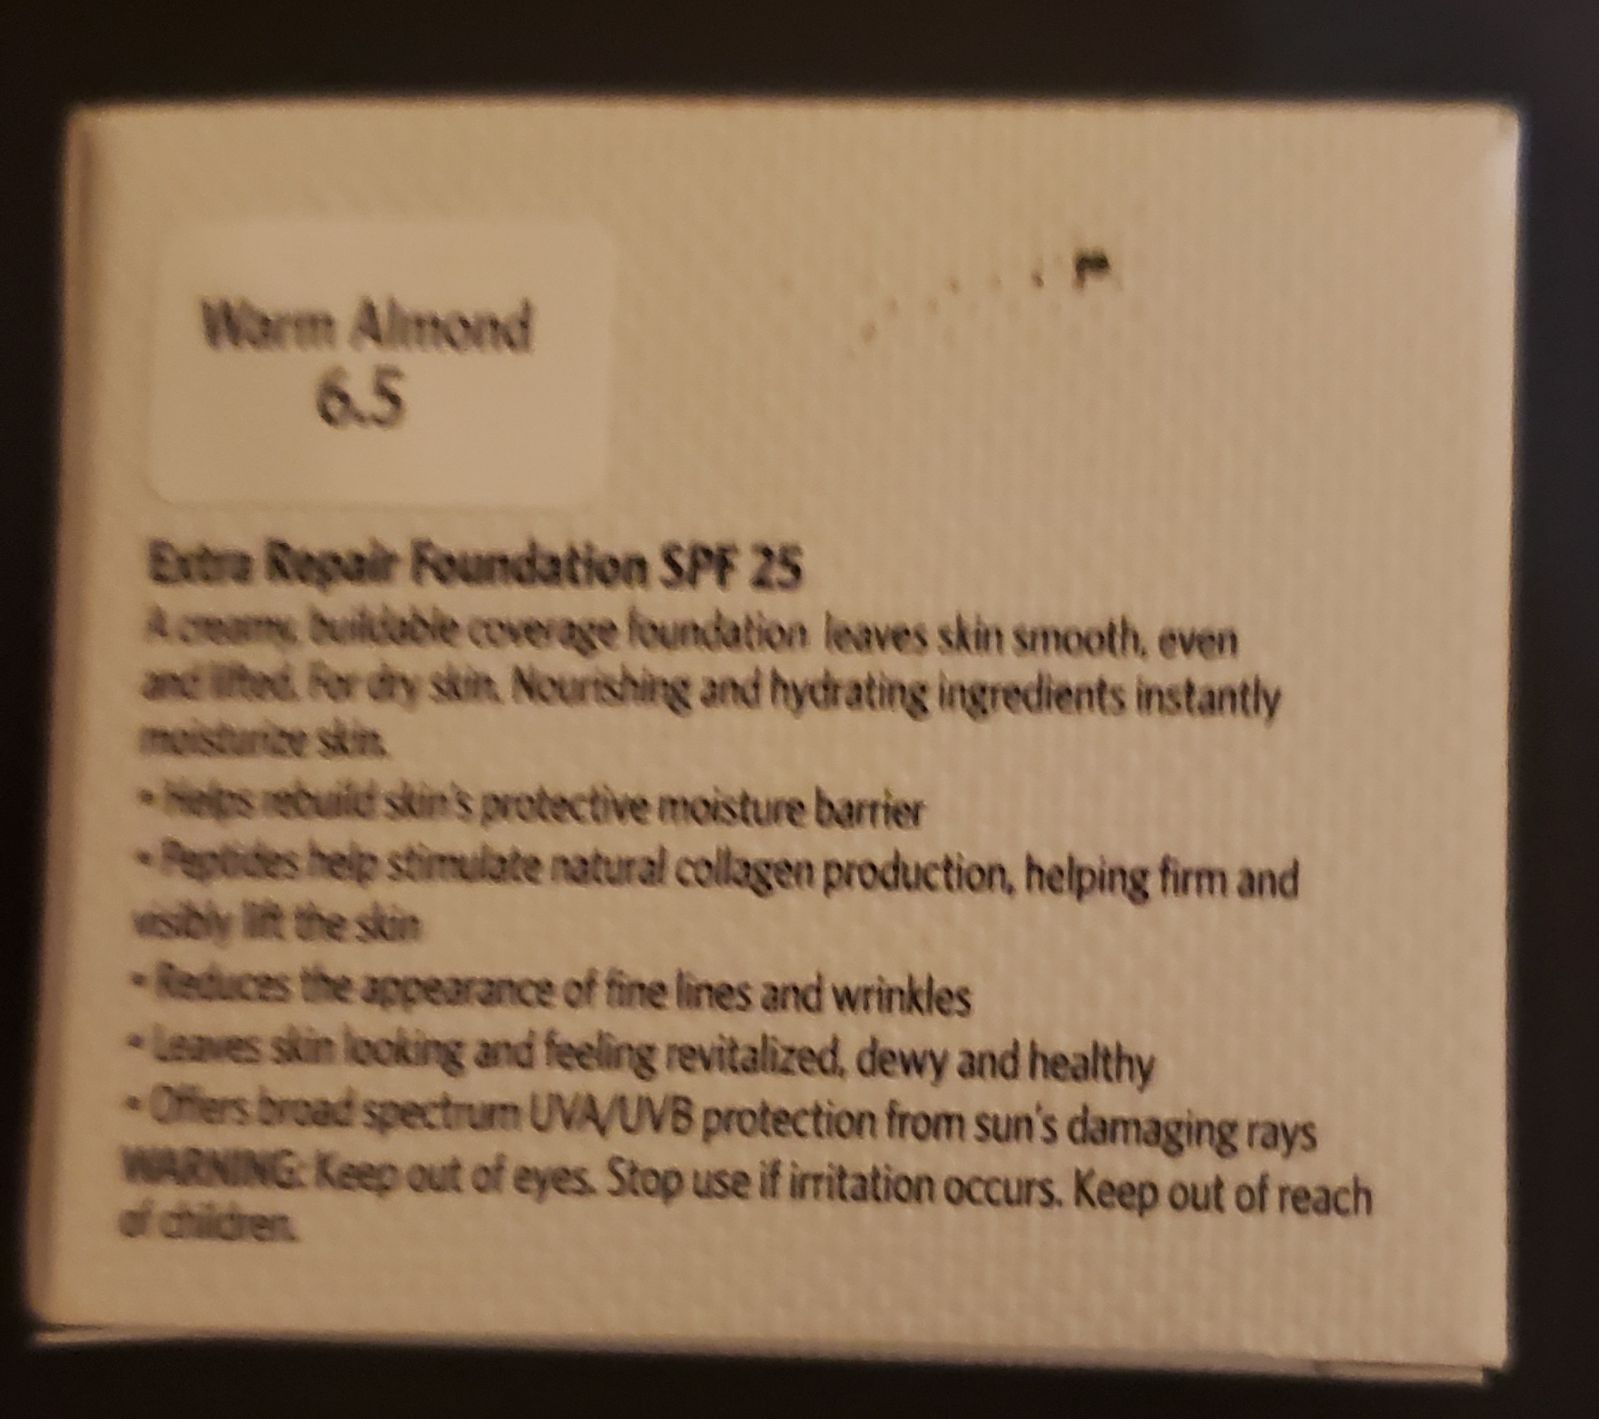 Warm Almond
6.5
Extra Repair Foundation SPF 25
A creamy, buildable coverage foundation leaves skin smooth, even
and lifted. For dry skin. Nourishing and hydrating ingredients instantly
moisturize skin.
• Helps rebuild skin's protective moisture barrier
• Peptides help stimulate natural collagen production, helping firm and
visibly lift the skin
• Reduces the appearance of fine lines and wrinkles
• Leaves skin looking and feeling revitalized, dewy and healthy
• Offers broad spectrum UVA/UVB protection from sun's damaging rays
WARNING: Keep out of eyes. Stop use if irritation occurs. Keep out of reach
of children.